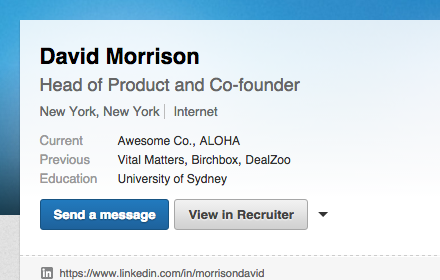 David Morrison
Head of Product and Co-founder
New York, New York | Internet
Current Awesome Co., ALOHA
Previous Vital Matters, Birchbox, DealZoo
Education University of Sydney
Send a message View in Recruiter
in https://www.linkedin.com/in/morrisondavid